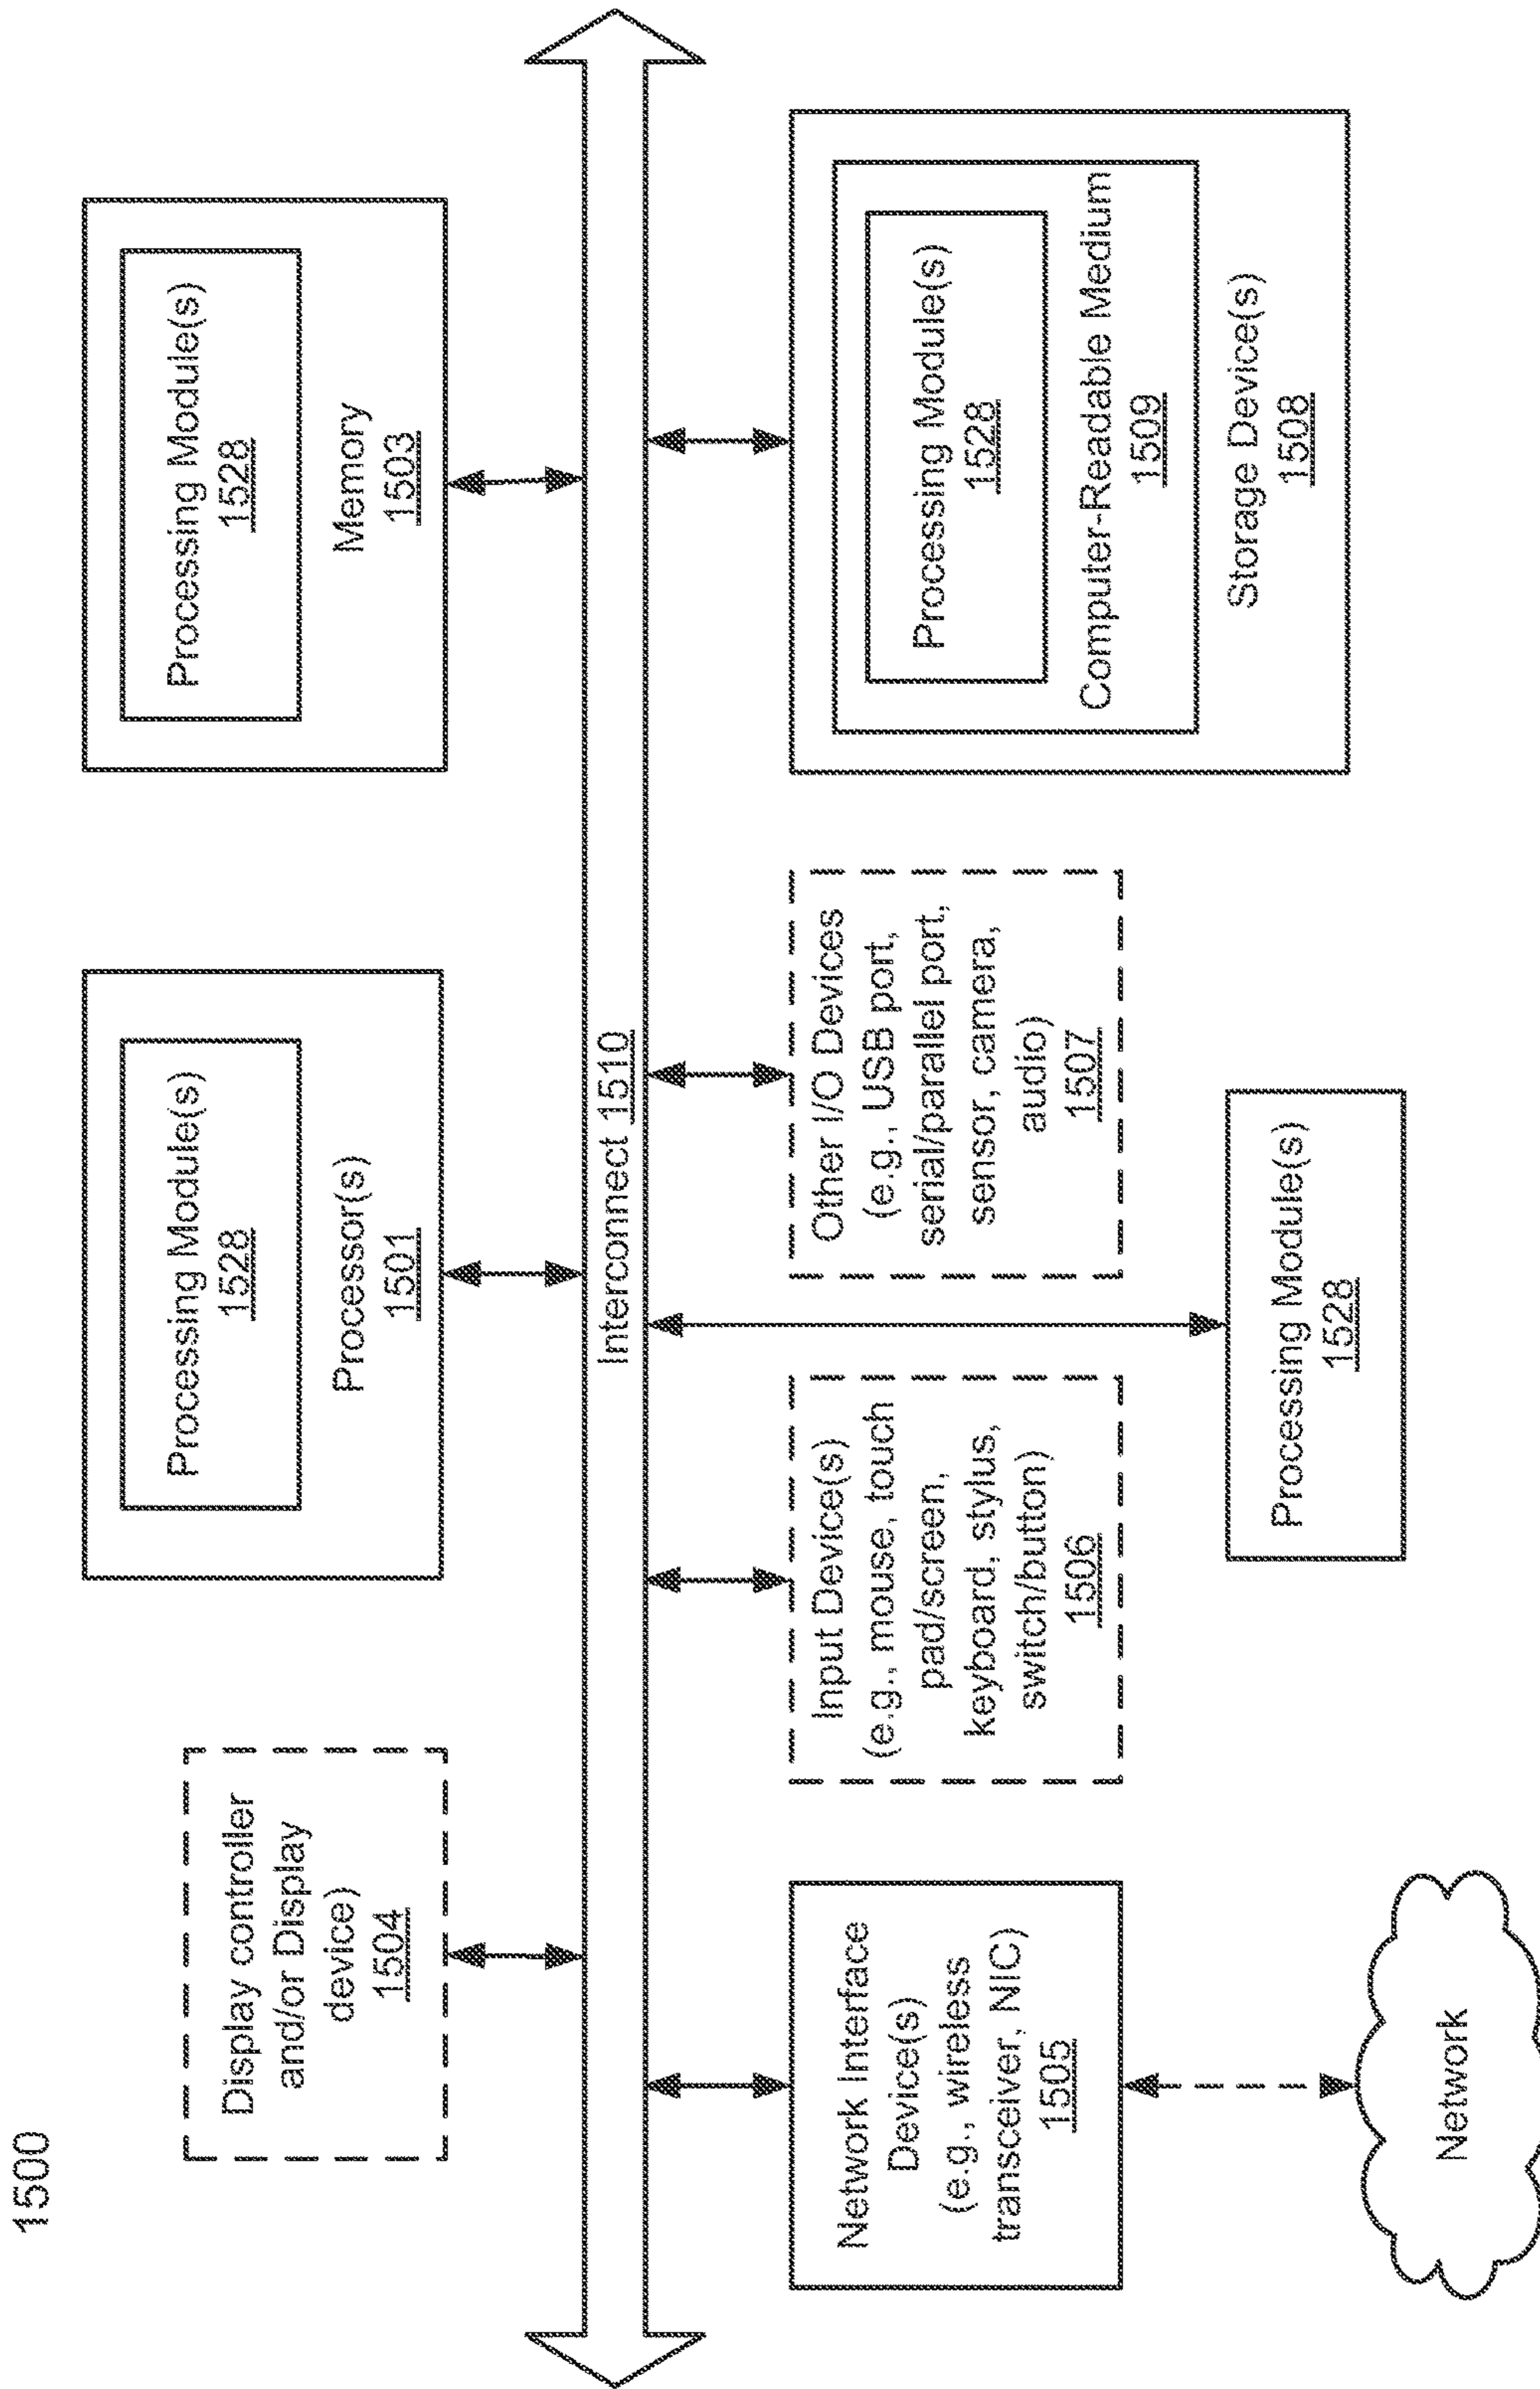 1500
Display controller
and/or Display
device)
1504
Processing Module(s)
1528
Processor(s)
1501
Processing Module(s)
1528
Memory
1503
Interconnect 1510
Network Interface
Device(s)
(e.g., wireless
transceiver, NIC)
1505
Input Device(s)
(e.g., mouse, touch
pad/screen,
keyboard, stylus,
switch/button)
1506
Other I/O Devices
(e.g., USB port,
serial/parallel port,
sensor, camera,
audio)
1507
Processing Module(s)
1528
Computer-Readable Medium
1509
Storage Device(s)
1508
Processing Module(s)
1528
Network